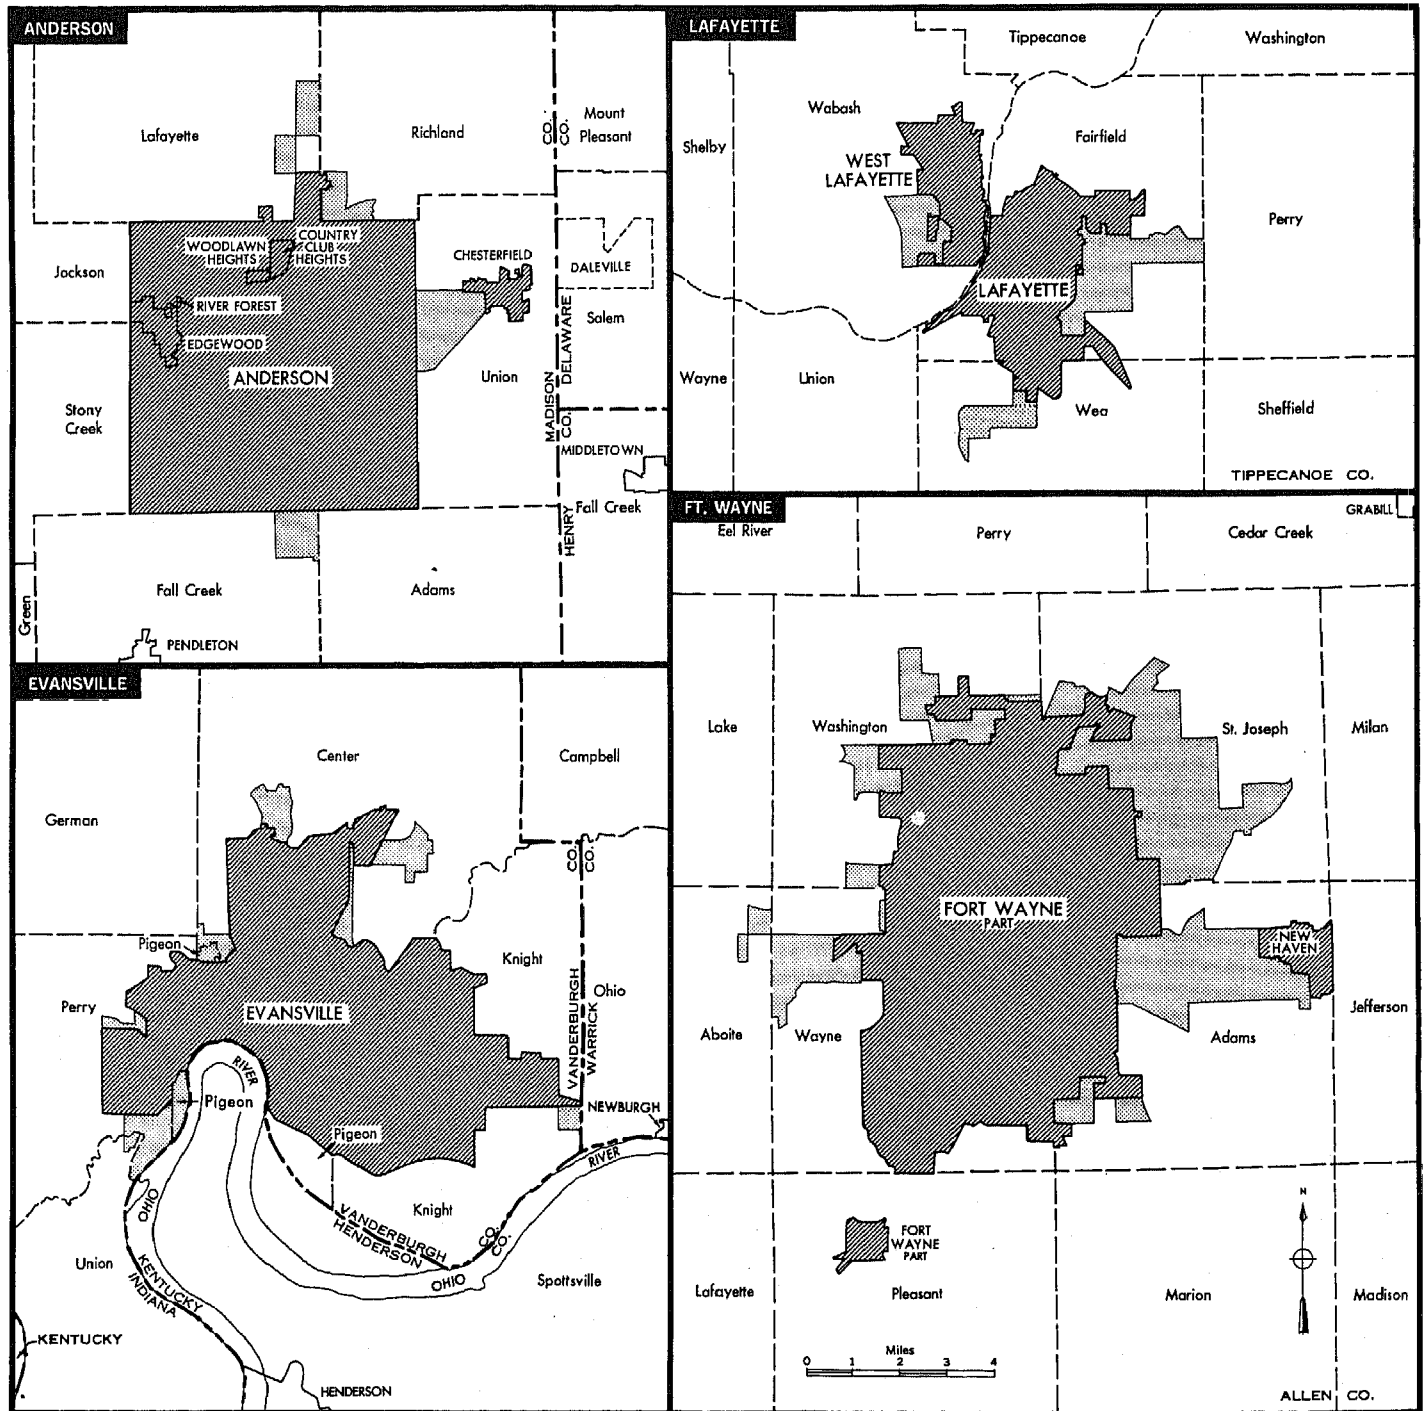 ANDERSON
Lafayette
Richland
CO.
CO.
Mount
Pleasant
WOODLAWN
HEIGHTS
COUNTRY
CLUB
HEIGHTS
CHESTERFIELD
Jackson
DALEVILLE
RIVER FOREST
EDGEWOOD
Salem
ANDERSON
Union
MADISON
CO.
DELAWARE
Stony
Creek
MIDDLETOWN
HENRY
Fall Creek
Fall Creek
Adams
Green
PENDLETON
LAFAYETTE
Tippecanoe
Washington
Wabash
Shelby
Fairfield
WEST
LAFAYETTE
Perry
LAFAYETTE
Wayne
Union
Wea
Sheffield
TIPPECANOE CO.
EVANSVILLE
Center
Campbell
German
CO.
CO.
Pigeon
Knight
Perry
Ohio
EVANSVILLE
VANDERBURGH
WARRICK
RIVER
Pigeon
NEWBURGH
Pigeon
RIVER
OHIO
Knight
VANDERBURGH
HENDERSON
CO.
CO.
Union
KENTUCKY
INDIANA
OHIO
Spottsville
KENTUCKY
HENDERSON
FT. WAYNE
GRABILL
Eel River
Perry
Cedar Creek
Lake
Washington
St. Joseph
Milan
FORT WAYNE
PART
NEW
HAVEN
Aboite
Wayne
Adams
Jefferson
N
FORT
WAYNE
PART
Lafayette
Pleasant
Marion
Madison
Miles
0 1 2 3 4
ALLEN CO.